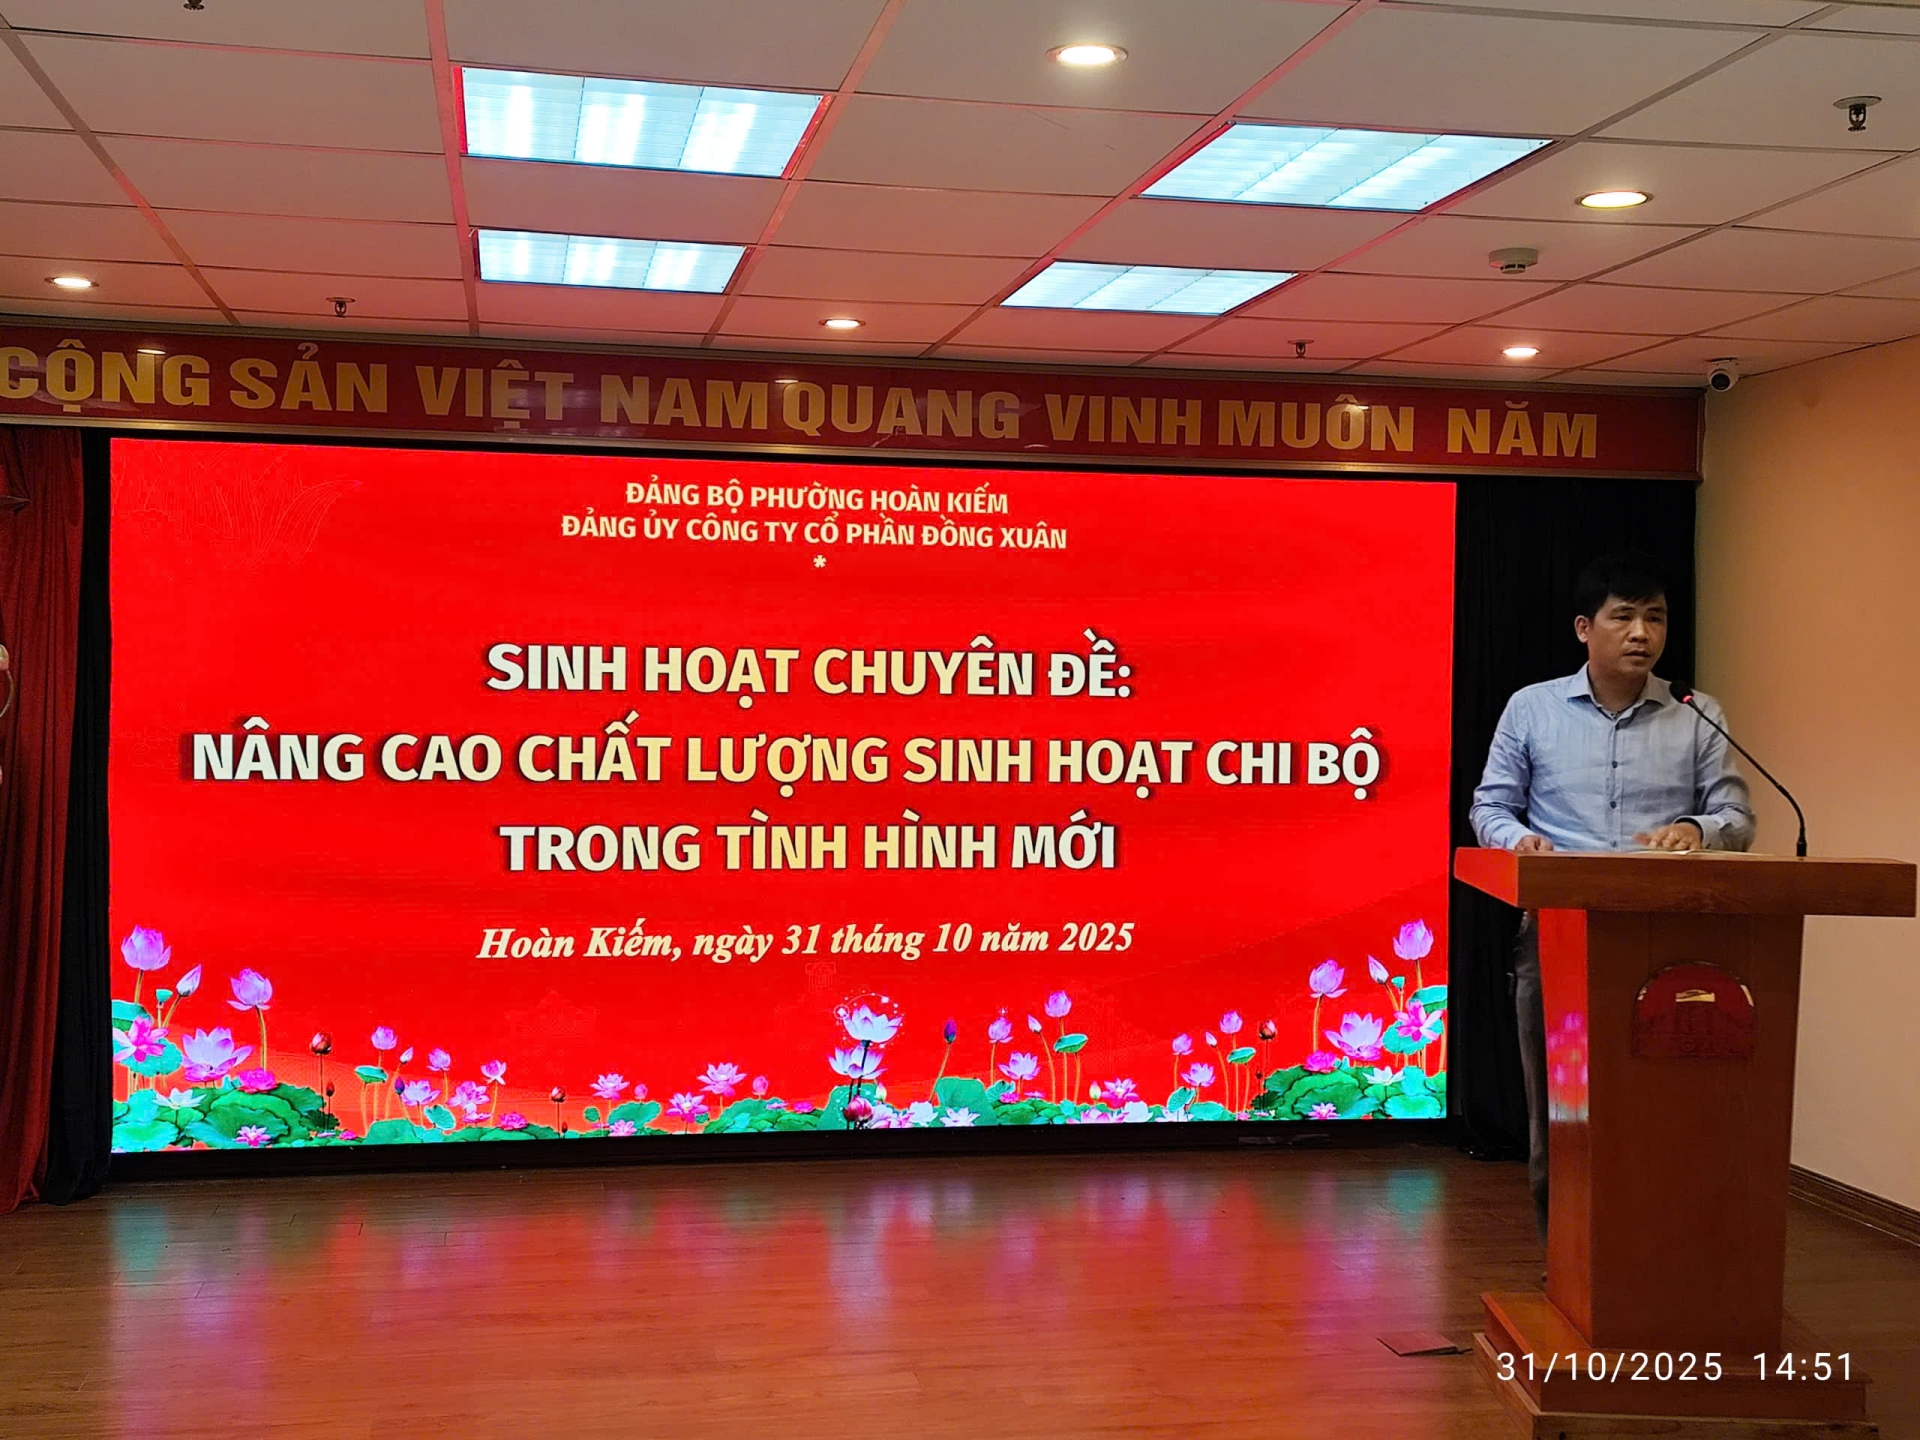 CỘNG SẢN VIỆT NAM QUANG VINH MUÔN NĂM
ĐẢNG BỘ PHƯỜNG HOÀN KIẾM
ĐẢNG ỦY CÔNG TY CỔ PHẦN ĐỒNG XUÂN
*
SINH HOẠT CHUYÊN ĐỀ:
NÂNG CAO CHẤT LƯỢNG SINH HOẠT CHI BỘ
TRONG TÌNH HÌNH MỚI
Hoàn Kiếm, ngày 31 tháng 10 năm 2025
31/10/2025 14:51